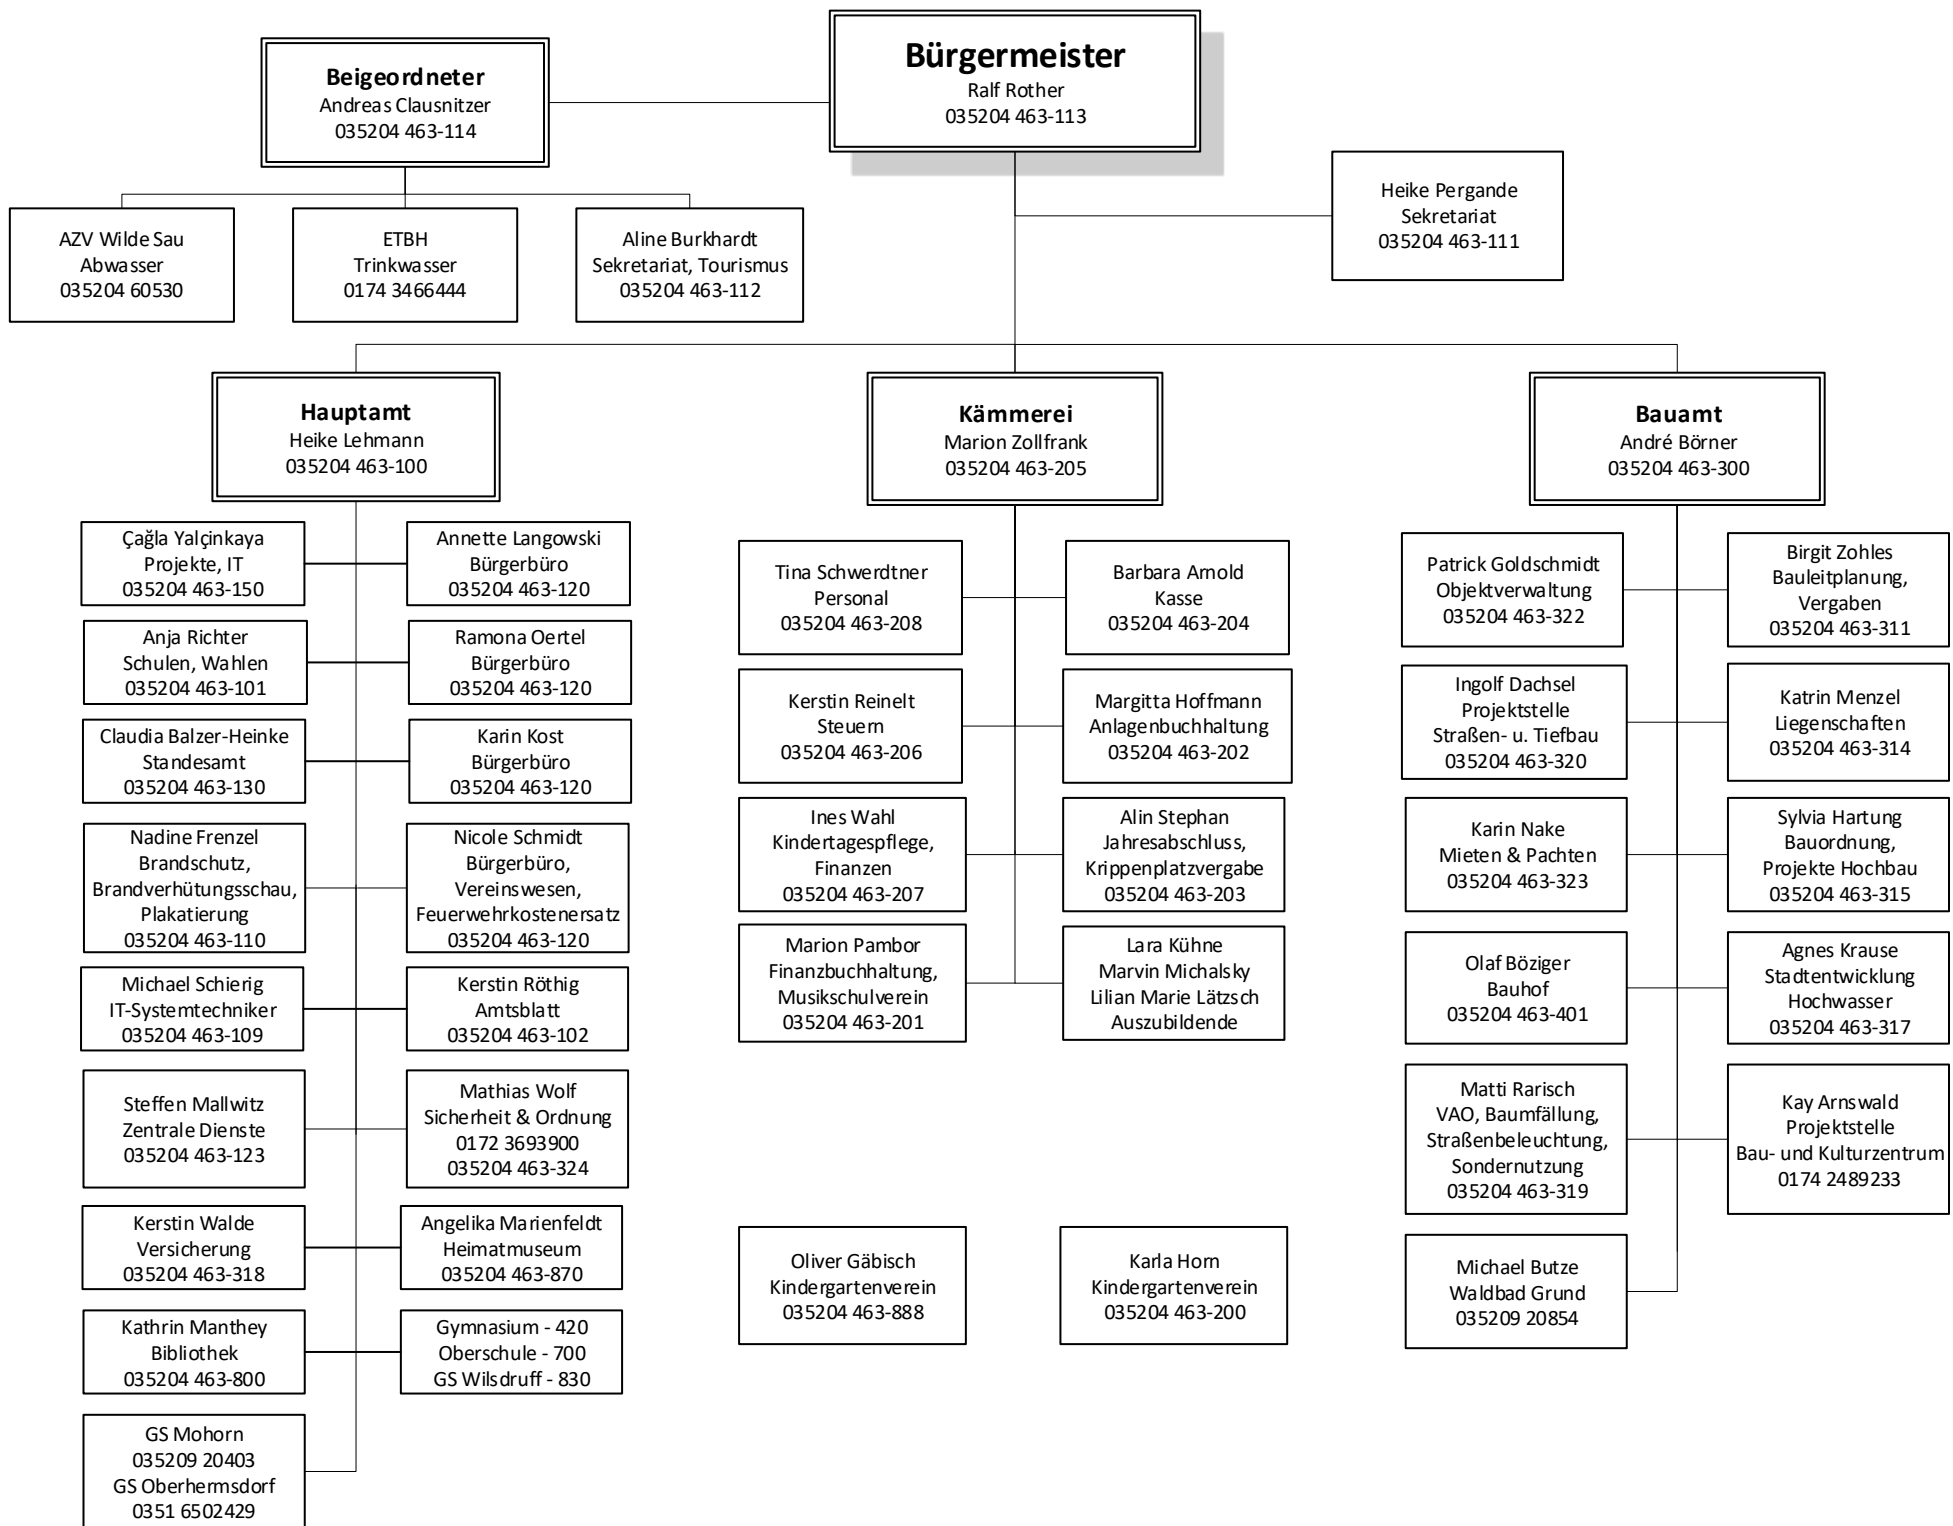 Bürgermeister
Ralf Rother
035204 463-113
Beigeordneter
Andreas Clausnitzer
035204 463-114
Heike Pergande
Sekretariat
035204 463-111
AZV Wilde Sau
Abwasser
035204 60530
ETBH
Trinkwasser
0174 3466444
Aline Burkhardt
Sekretariat, Tourismus
035204 463-112
Hauptamt
Heike Lehmann
035204 463-100
Çağla Yalçinkaya
Projekte, IT
035204 463-150
Annette Langowski
Bürgerbüro
035204 463-120
Anja Richter
Schulen, Wahlen
035204 463-101
Ramona Oertel
Bürgerbüro
035204 463-120
Claudia Balzer-Heinke
Standesamt
035204 463-130
Karin Kost
Bürgerbüro
035204 463-120
Nadine Frenzel
Brandschutz,
Brandverhütungsschau,
Plakatierung
035204 463-110
Nicole Schmidt
Bürgerbüro,
Vereinswesen,
Feuerwehrkostenersatz
035204 463-120
Michael Schierig
IT-Systemtechniker
035204 463-109
Kerstin Röthig
Amtsblatt
035204 463-102
Steffen Mallwitz
Zentrale Dienste
035204 463-123
Mathias Wolf
Sicherheit & Ordnung
0172 3693900
035204 463-324
Kerstin Walde
Versicherung
035204 463-318
Angelika Marienfeldt
Heimatmuseum
035204 463-870
Kathrin Manthey
Bibliothek
035204 463-800
Gymnasium - 420
Oberschule - 700
GS Wilsdruff - 830
GS Mohorn
035209 20403
GS Oberhermsdorf
0351 6502429
Kämmerei
Marion Zollfrank
035204 463-205
Tina Schwerdtner
Personal
035204 463-208
Barbara Arnold
Kasse
035204 463-204
Kerstin Reinelt
Steuern
035204 463-206
Margitta Hoffmann
Anlagenbuchhaltung
035204 463-202
Ines Wahl
Kindertagespflege,
Finanzen
035204 463-207
Alin Stephan
Jahresabschluss,
Krippenplatzvergabe
035204 463-203
Marion Pambor
Finanzbuchhaltung,
Musikschulverein
035204 463-201
Lara Kühne
Marvin Michalsky
Lilian Marie Lätzsch
Auszubildende
Oliver Gäbisch
Kindergartenverein
035204 463-888
Karla Horn
Kindergartenverein
035204 463-200
Bauamt
André Börner
035204 463-300
Patrick Goldschmidt
Objektverwaltung
035204 463-322
Birgit Zohles
Bauleitplanung,
Vergaben
035204 463-311
Ingolf Dachsel
Projektstelle
Straßen- u. Tiefbau
035204 463-320
Katrin Menzel
Liegenschaften
035204 463-314
Karin Nake
Mieten & Pachten
035204 463-323
Sylvia Hartung
Bauordnung,
Projekte Hochbau
035204 463-315
Olaf Böziger
Bauhof
035204 463-401
Agnes Krause
Stadtentwicklung
Hochwasser
035204 463-317
Matti Rarisch
VAO, Baumfällung,
Straßenbeleuchtung,
Sondernutzung
035204 463-319
Kay Arnswald
Projektstelle
Bau- und Kulturzentrum
0174 2489233
Michael Butze
Waldbad Grund
035209 20854